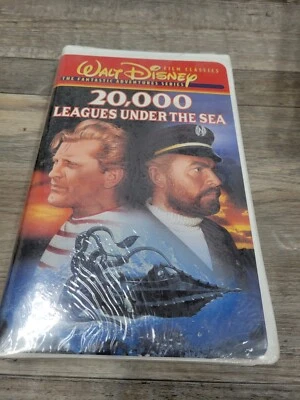 WALT DISNEY
FILM CLASSICS
THE FANTASTIC ADVENTURES SERIES
20,000
LEAGUES UNDER THE SEA